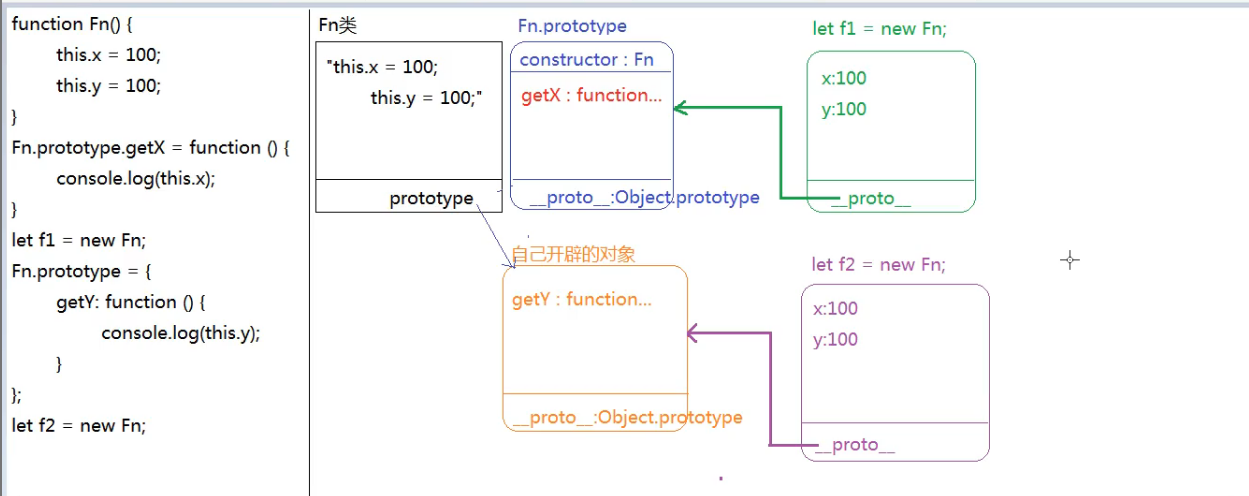 function Fn() {
this.x = 100;
this.y = 100;
}
Fn.prototype.getX = function () {
console.log(this.x);
}
let f1 = new Fn;
Fn.prototype = {
getY: function () {
console.log(this.y);
}
};
let f2 = new Fn;
Fn类
"this.x = 100;
this.y = 100;"
prototype
Fn.prototype
constructor : Fn
getX : function...
__proto__:Object.prototype
let f1 = new Fn;
x:100
y:100
__proto__
自己开辟的对象
getY : function...
__proto__:Object.prototype
let f2 = new Fn;
x:100
y:100
__proto__